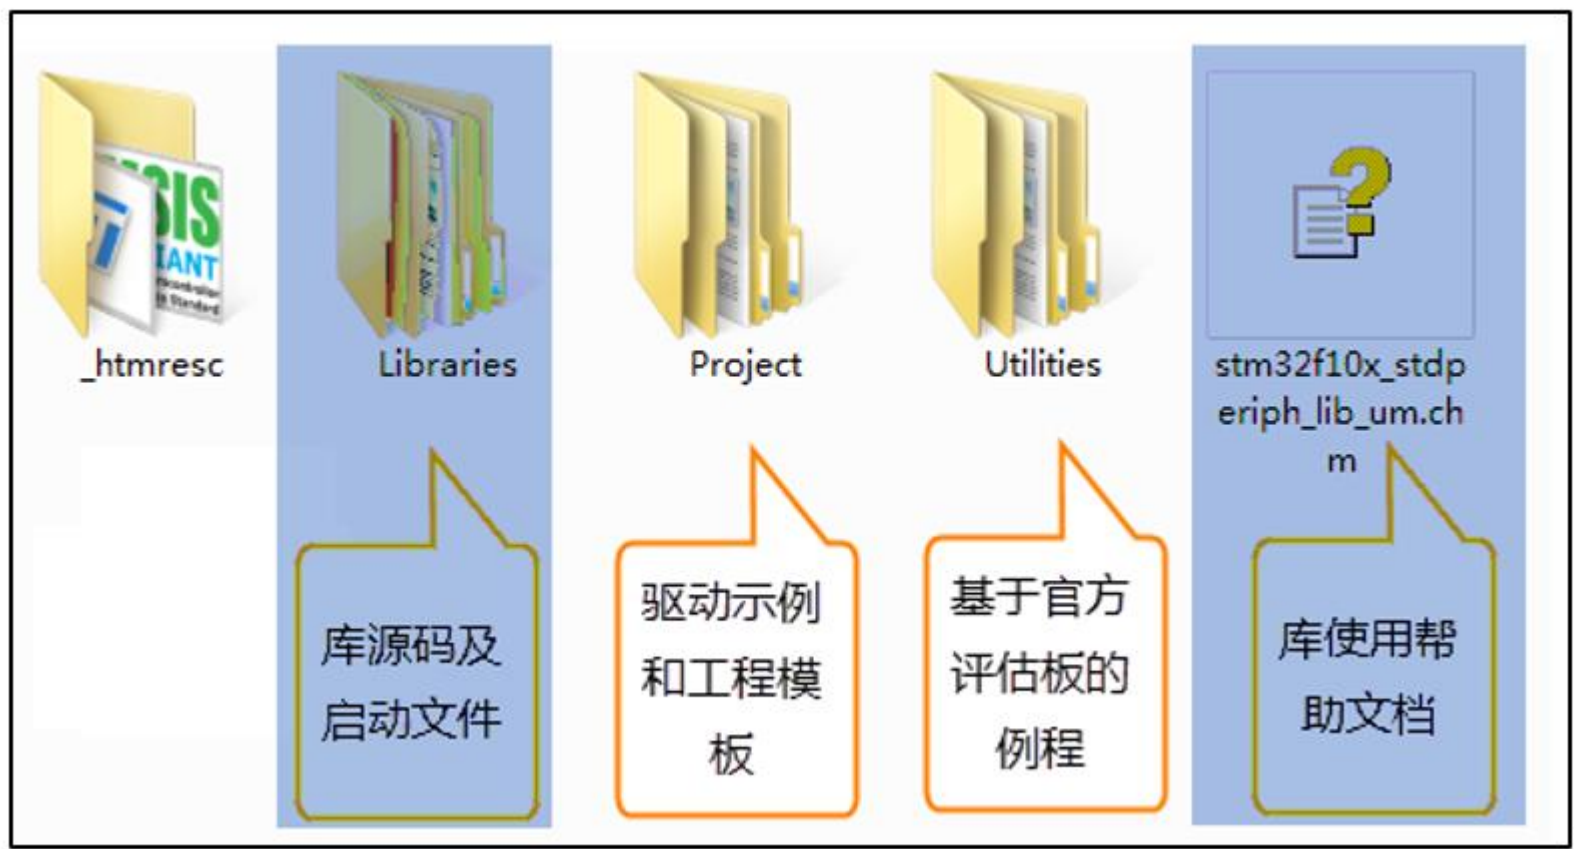 _htmresc
Libraries
Project
Utilities
stm32f10x_stdp
eriph_lib_um.ch
m
库源码及
启动文件
驱动示例
和工程模
板
基于官方
评估板的
例程
库使用帮
助文档